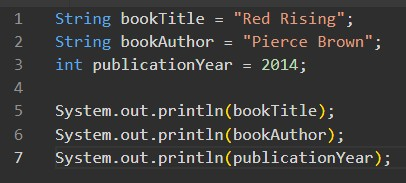 1 String bookTitle = "Red Rising";
2 String bookAuthor = "Pierce Brown";
3 int publicationYear = 2014;
4
5 System.out.println(bookTitle);
6 System.out.println(bookAuthor);
7 System.out.println(publicationYear);